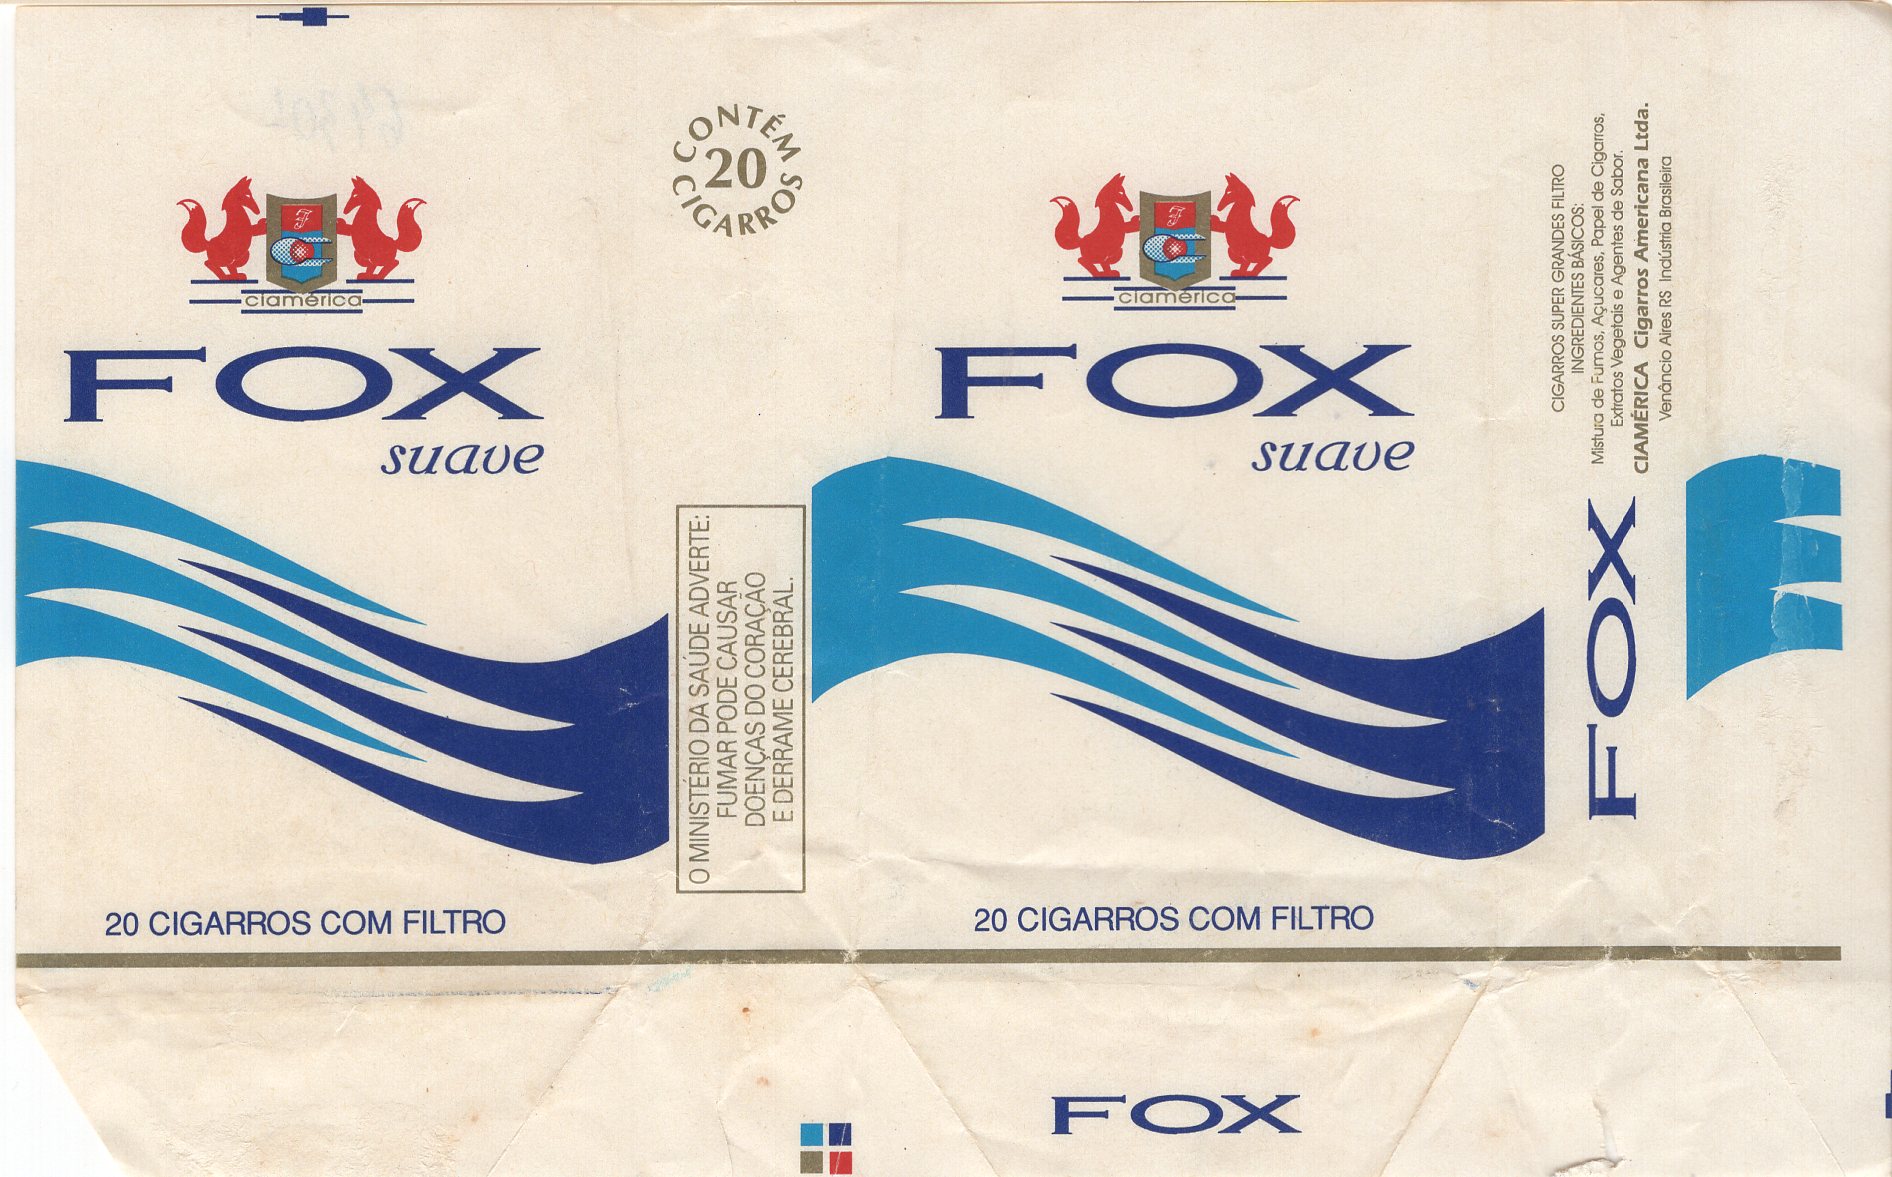 ciamérica
FOX
suave
20 CIGARROS COM FILTRO
CONTÉM
20
CIGARROS
O MINISTÉRIO DA SAÚDE ADVERTE:
FUMAR PODE CAUSAR
DOENÇAS DO CORAÇÃO
E DERRAME CEREBRAL.
ciamérica
FOX
suave
20 CIGARROS COM FILTRO
CIGARROS SUPER GRANDES FILTRO
INGREDIENTES BÁSICOS:
Mistura de Fumos, Açucares, Papel de Cigarros,
Extratos Vegetais e Agentes de Sabor.
CIAMÉRICA Cigarros Americana Ltda.
Venâncio Aires RS Indústria Brasileira
FOX
FOX